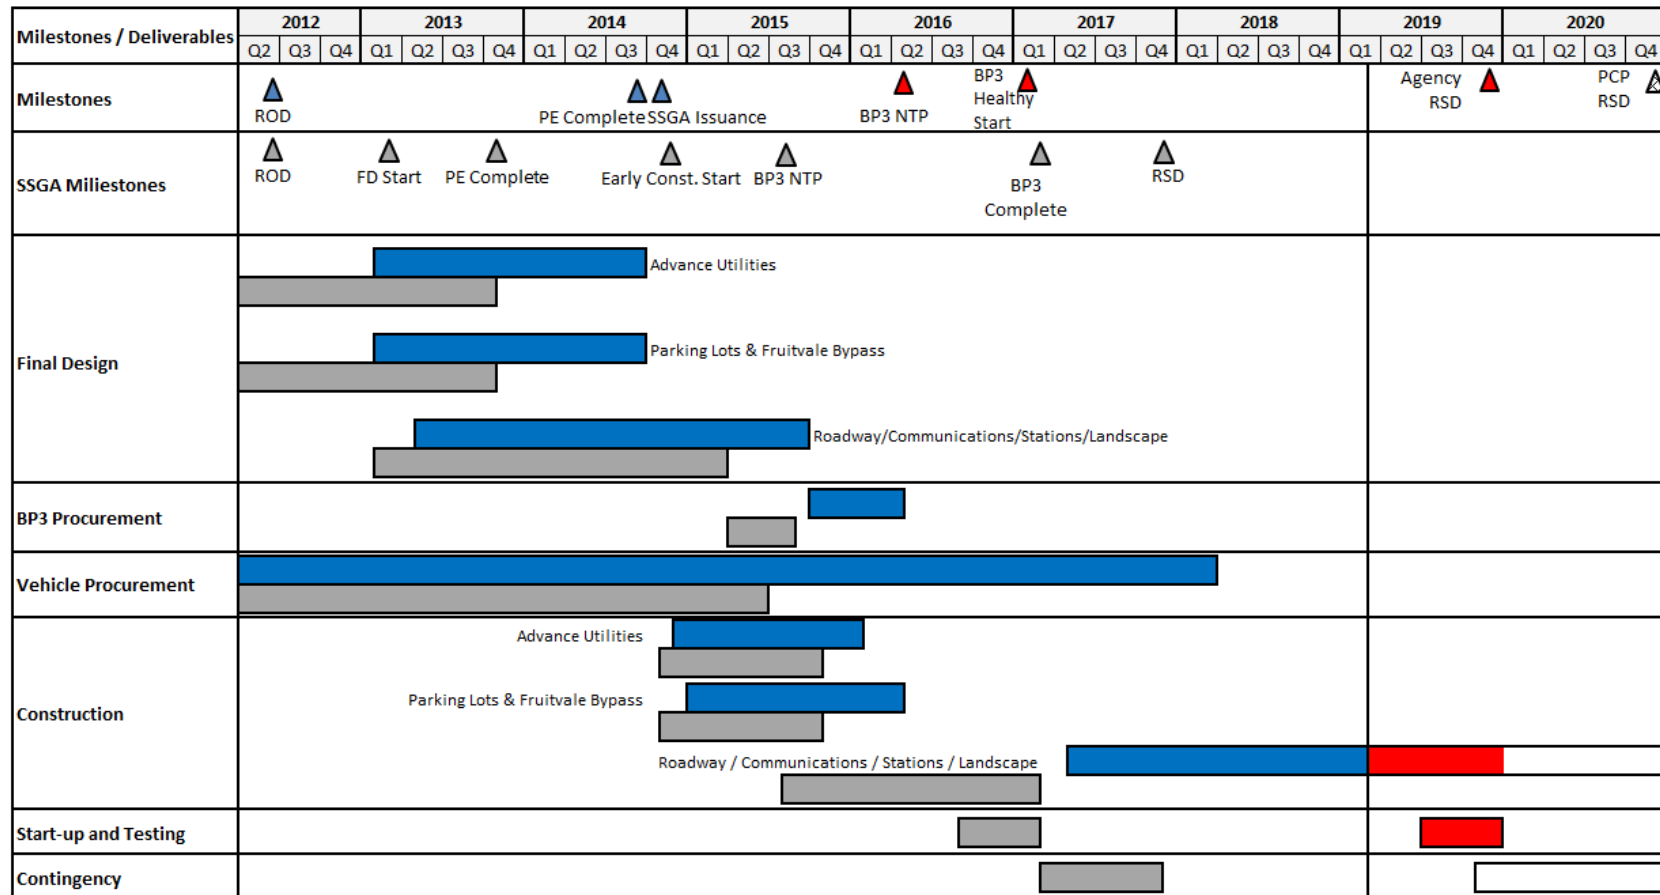 Milestones / Deliverables
2012 2013 2014 2015 2016 2017 2018 2019 2020
Q2 Q3 Q4 Q1 Q2 Q3 Q4 Q1 Q2 Q3 Q4 Q1 Q2 Q3 Q4 Q1 Q2 Q3 Q4 Q1 Q2 Q3 Q4 Q1 Q2 Q3 Q4 Q1 Q2 Q3 Q4 Q1 Q2 Q3 Q4
Milestones
ROD
PE Complete
SSGA Issuance
BP3 NTP
BP3
Healthy
Start
Agency
RSD
PCP
RSD
SSGA Miliestones
ROD
FD Start
PE Complete
Early Const. Start
BP3 NTP
BP3
Complete
RSD
Final Design
Advance Utilities
Parking Lots & Fruitvale Bypass
Roadway/Communications/Stations/Landscape
BP3 Procurement
Vehicle Procurement
Construction
Advance Utilities
Parking Lots & Fruitvale Bypass
Roadway / Communications / Stations / Landscape
Start-up and Testing
Contingency